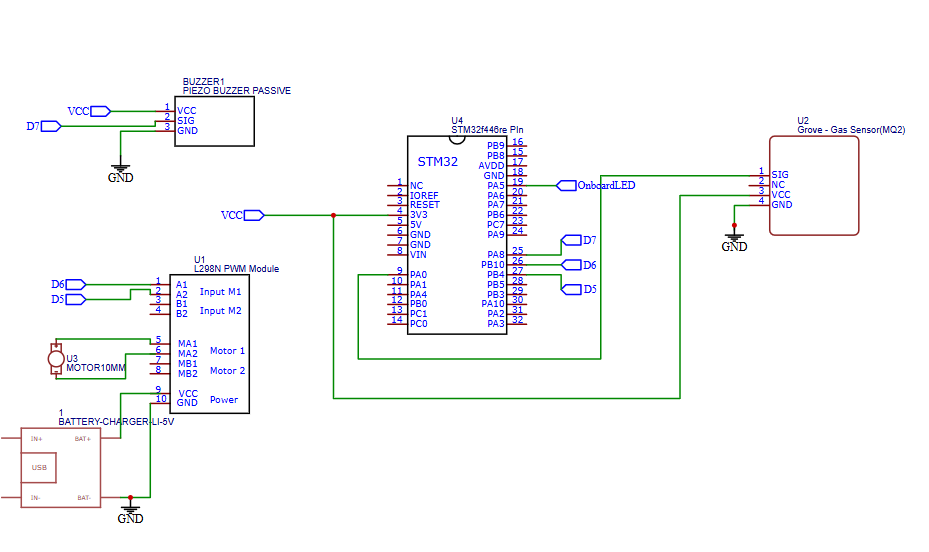 BUZZER1
PIEZO BUZZER PASSIVE
VCC
D7
1 VCC
2 SIG
3 GND
GND
U4
STM32f446re Pin
STM32
VCC
1 NC
2 IOREF
3 RESET
4 3V3
5 5V
6 GND
7 GND
8 VIN
9 PA0
10 PA1
11 PA4
12 PB0
13 PC1
14 PC0
PB9 16
PB8 15
AVDD 17
GND 18
PA5 19
PA6 20
PA7 21
PB6 22
PC7 23
PA9 24
PA8 25
PB10 26
PB4 27
PB5 28
PB3 29
PA10 30
PA2 31
PA3 32
OnboardLED
D7
D6
D5
U2
Grove - Gas Sensor(MQ2)
1 SIG
2 NC
3 VCC
4 GND
GND
U1
L298N PWM Module
D6
D5
1 A1
2 A2
3 B1
4 B2
Input M1
Input M2
5 MA1
6 MA2
7 MB1
8 MB2
Motor 1
Motor 2
9 VCC
10 GND
Power
U3
MOTOR10MM
1
BATTERY-CHARGER-LI-5V
IN+
BAT+
USB
IN-
BAT-
GND